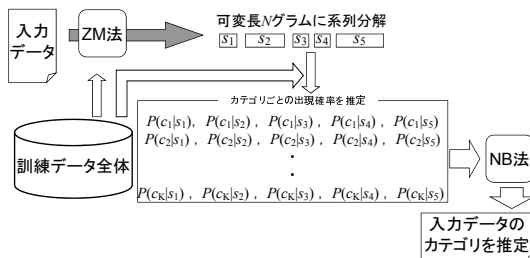 入力
データ
ZM法
可変長Nグラムに系列分解
s1 s2 s3 s4 s5
カテゴリごとの出現確率を推定
P(c1|s1), P(c1|s2) , P(c1|s3) , P(c1|s4) , P(c1|s5)
P(c2|s1), P(c2|s2) , P(c2|s3) , P(c2|s4) , P(c2|s5)
・
・
P(cK|s1) , P(cK|s2) , P(cK|s3) , P(cK|s4) , P(cK|s5)
訓練データ全体
NB法
入力データの
カテゴリを推定